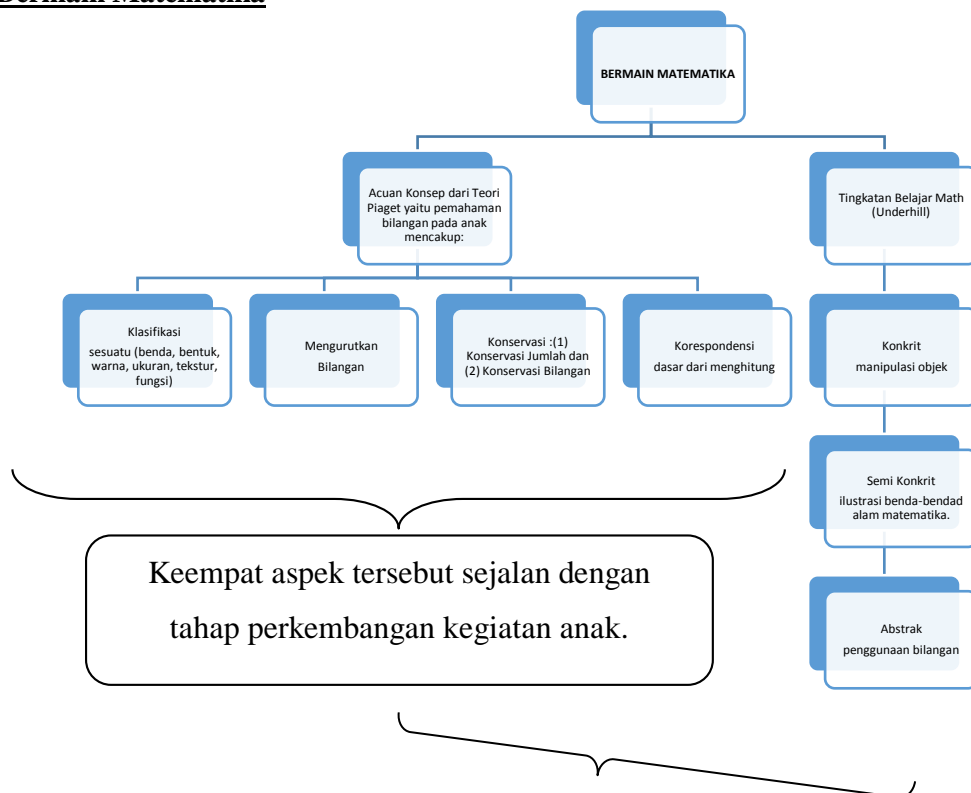 Bermain Matematika
BERMAIN MATEMATIKA
Acuan Konsep dari Teori
Piaget yaitu pemahaman
bilangan pada anak
mencakup:
Tingkatan Belajar Math
(Underhill)
Klasifikasi
sesuatu (benda, bentuk,
warna, ukuran, tekstur,
fungsi)
Mengurutkan
Bilangan
Konservasi :(1)
Konservasi Jumlah dan
(2) Konservasi Bilangan
Korespondensi
dasar dari menghitung
Konkrit
manipulasi objek
Semi Konkrit
ilustrasi benda-bendad
alam matematika.
Abstrak
penggunaan bilangan
Keempat aspek tersebut sejalan dengan
tahap perkembangan kegiatan anak.